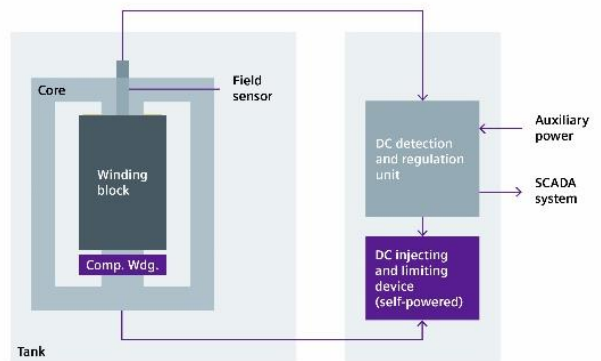 Core
Field
sensor
Winding
block
Comp. Wdg.
Tank
DC detection
and regulation
unit
Auxiliary
power
SCADA
system
DC injecting
and limiting
device
(self-powered)